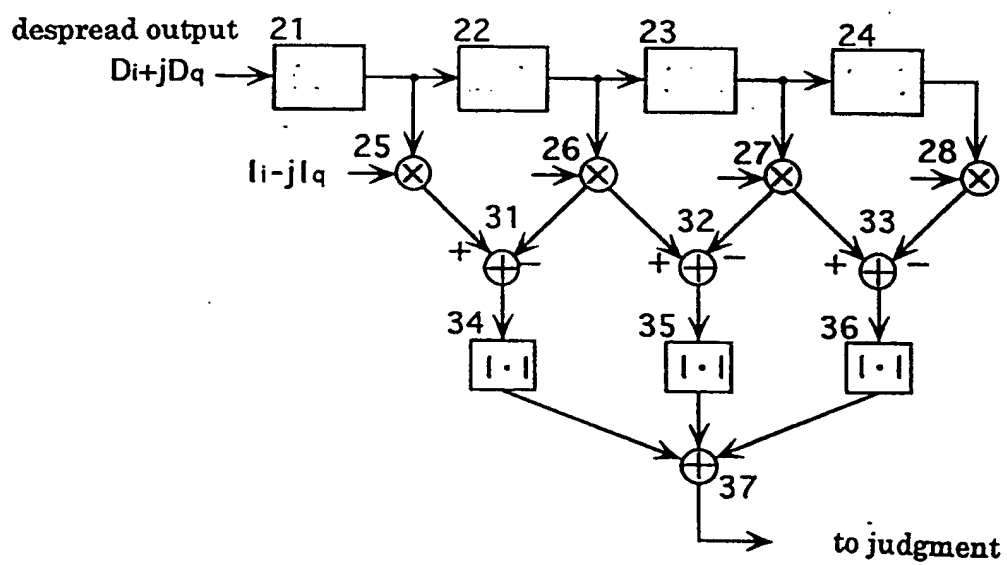 despread output 21 22 23 24
Di+jDq
25 26 27 28
Ii-jIq
31 32 33
+ - + - + -
34 35 36
|·| |·| |·|
37
to judgment